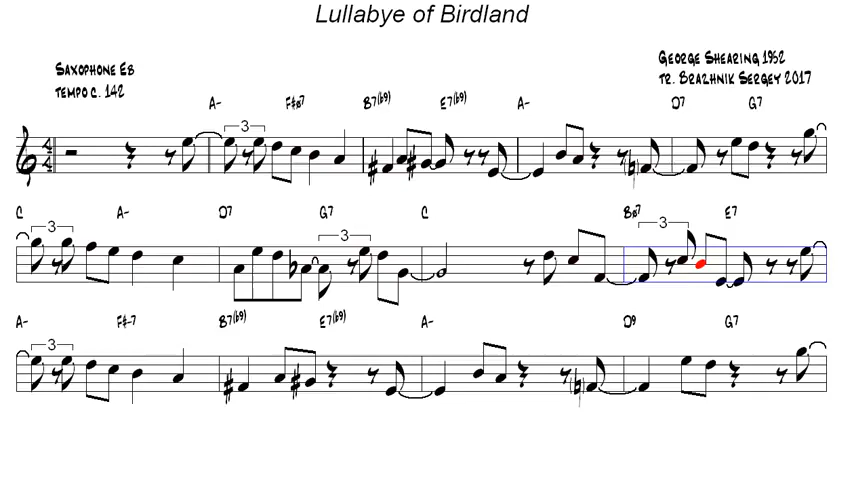 Lullabye of Birdland
Saxophone Eb
tempo c. 142
George Shearing 1952
tr. Brazhnik Sergey 2017
A- F#ø7 B7(b9) E7(b9) A- D7 G7
3
C A- D7 G7 C Bø7 E7
3 3 3
A- F#-7 B7(b9) E7(b9) A- D9 G7
3